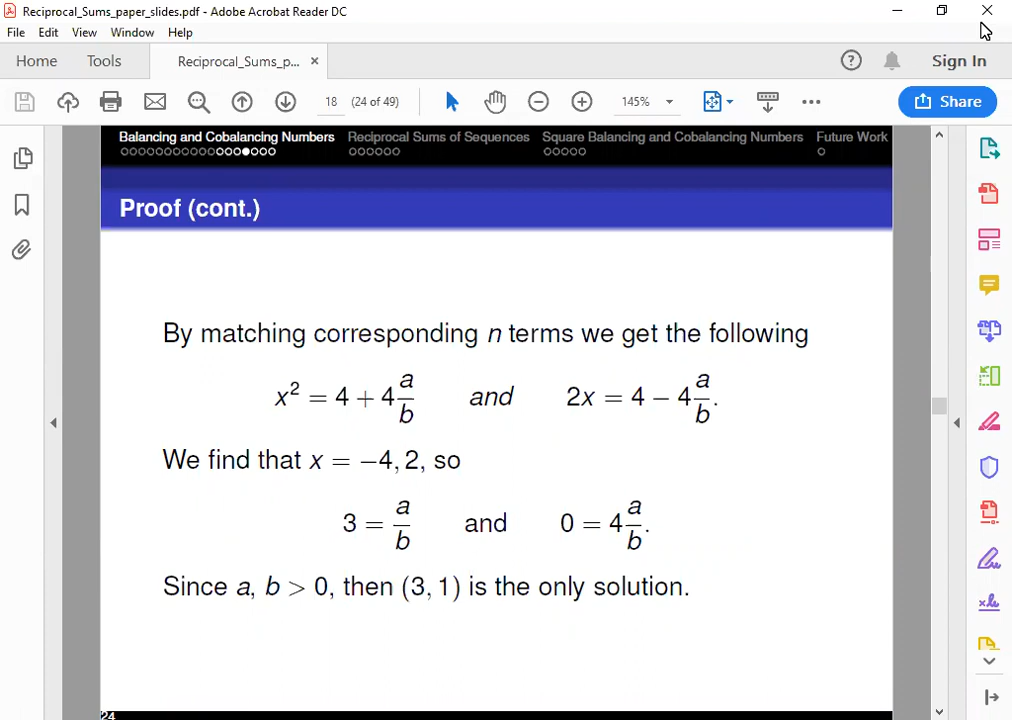 Reciprocal_Sums_paper_slides.pdf - Adobe Acrobat Reader DC
File Edit View Window Help
Home Tools Reciprocal_Sums_p... × Sign In
18 (24 of 49) 145% Share
Balancing and Cobalancing Numbers Reciprocal Sums of Sequences Square Balancing and Cobalancing Numbers Future Work
Proof (cont.)
By matching corresponding n terms we get the following
x² = 4 + 4 a/b and 2x = 4 − 4 a/b.
We find that x = −4, 2, so
3 = a/b and 0 = 4 a/b.
Since a, b > 0, then (3, 1) is the only solution.
24